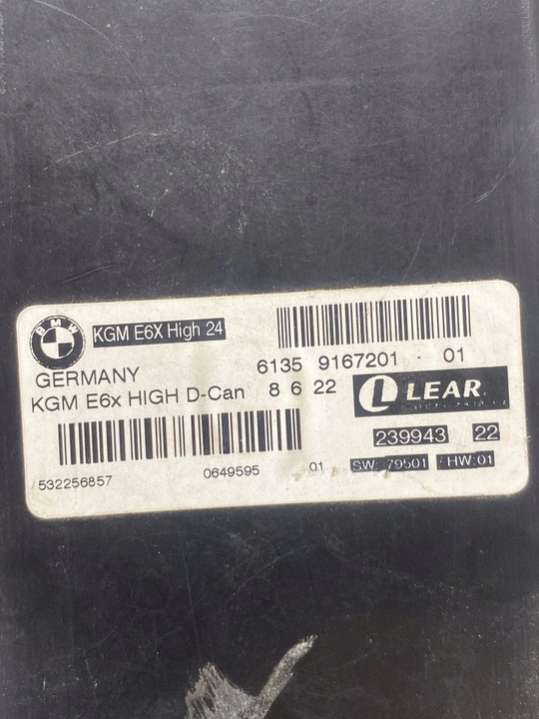 BMW
KGM E6X High 24
GERMANY
6135 9167201 - 01
KGM E6x HIGH D-Can 8 6 22
LEAR
239943 22
532256857 0649595 01
SW: 79501 HW:01